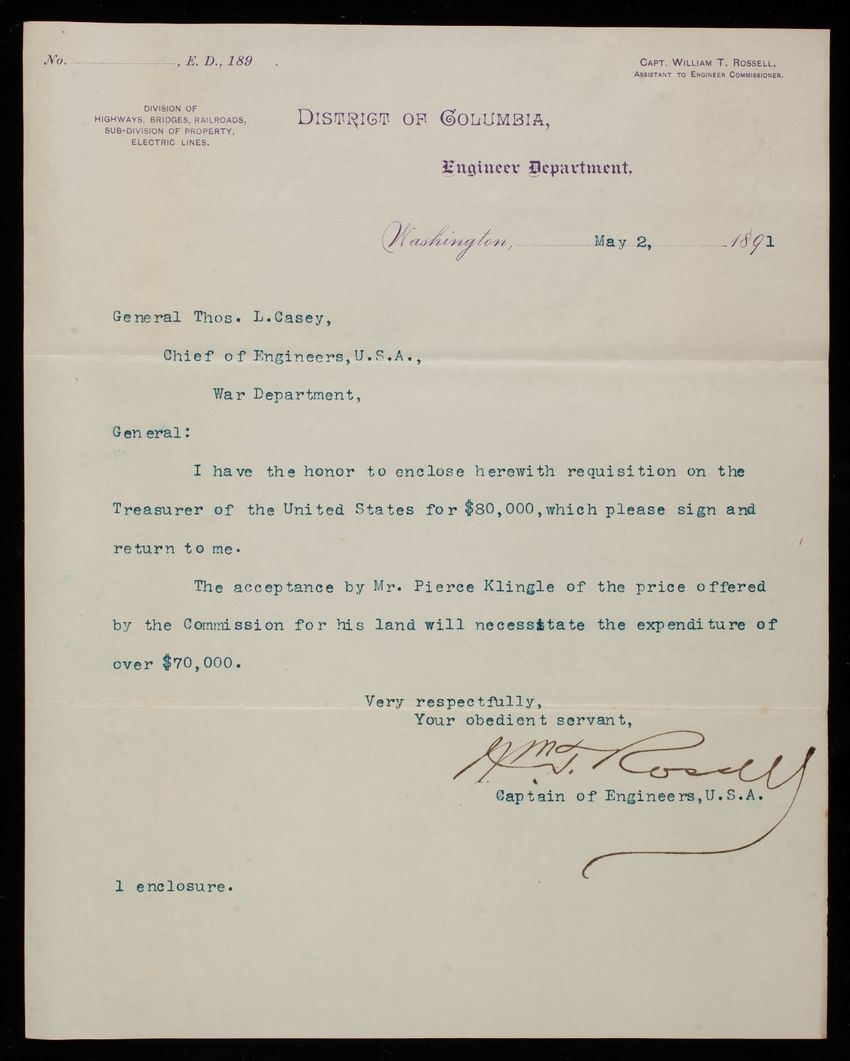 No. ........................, E. D., 189 .
CAPT. WILLIAM T. ROSSELL,
ASSISTANT TO ENGINEER COMMISSIONER.
DIVISION OF
HIGHWAYS, BRIDGES, RAILROADS,
SUB-DIVISION OF PROPERTY,
ELECTRIC LINES.
DISTRICT OF COLUMBIA,
Engineer Department,
Washington, May 2, 1891
General Thos. L.Casey,
Chief of Engineers,U.S.A.,
War Department,
General:
I have the honor to enclose herewith requisition on the
Treasurer of the United States for $80,000,which please sign and
return to me.
The acceptance by Mr. Pierce Klingle of the price offered
by the Commission for his land will necessitate the expenditure of
over $70,000.
Very respectfully,
Your obedient servant,
Wm. T. Rossell
Captain of Engineers,U.S.A.
1 enclosure.